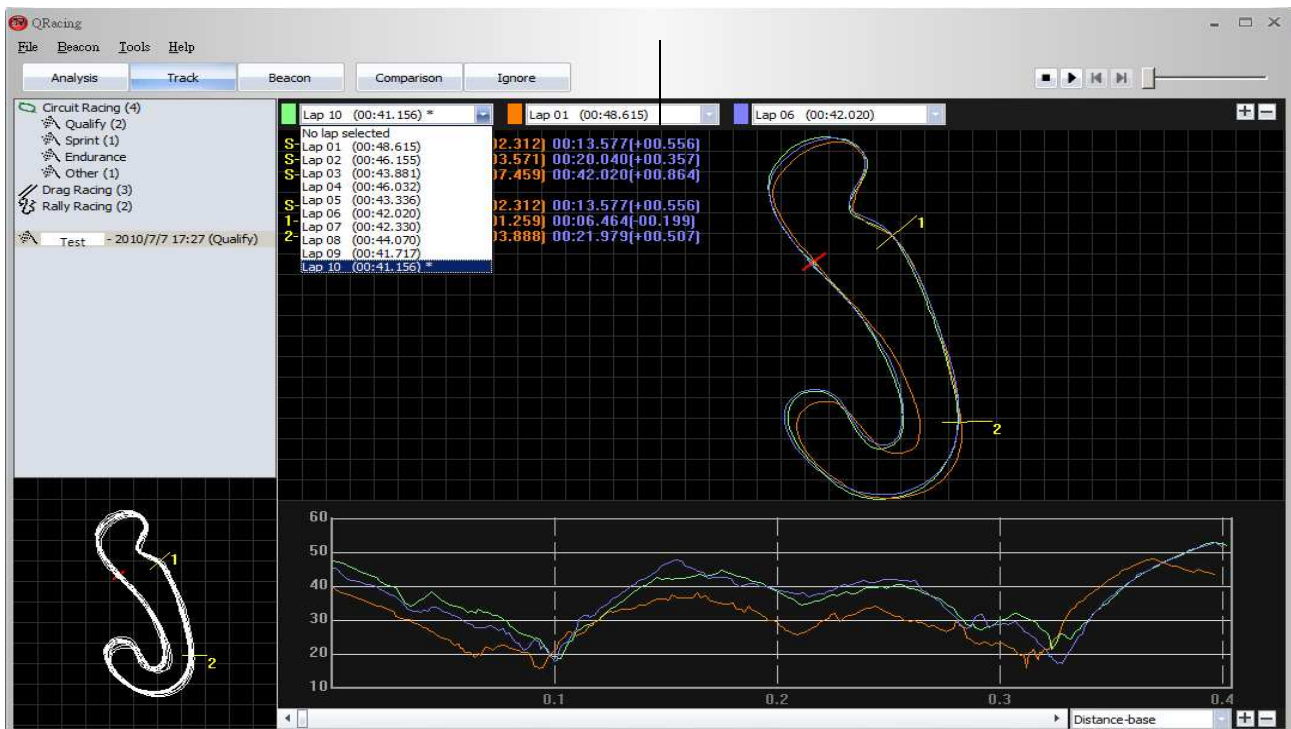 QRacing
File Beacon Tools Help
Analysis Track Beacon Comparison Ignore
Circuit Racing (4)
Qualify (2)
Sprint (1)
Endurance
Other (1)
Drag Racing (3)
Rally Racing (2)
Test - 2010/7/7 17:27 (Qualify)
Lap 10 (00:41.156) * Lap 01 (00:48.615) Lap 06 (00:42.020)
No lap selected
Lap 01 (00:48.615)
Lap 02 (00:46.155)
Lap 03 (00:43.881)
Lap 04 (00:46.032)
Lap 05 (00:43.336)
Lap 06 (00:42.020)
Lap 07 (00:42.330)
Lap 08 (00:44.070)
Lap 09 (00:41.717)
Lap 10 (00:41.156) *
S- 02.312] 00:13.577[+00.556]
S- 03.571] 00:20.040[+00.357]
S- 07.459] 00:42.020[+00.864]
S- 02.312] 00:13.577[+00.556]
1- 01.259] 00:06.464[-00.199]
2- 03.888] 00:21.979[+00.507]
1
2
1
2
60
50
40
30
20
10
0.1 0.2 0.3 0.4
Distance-base